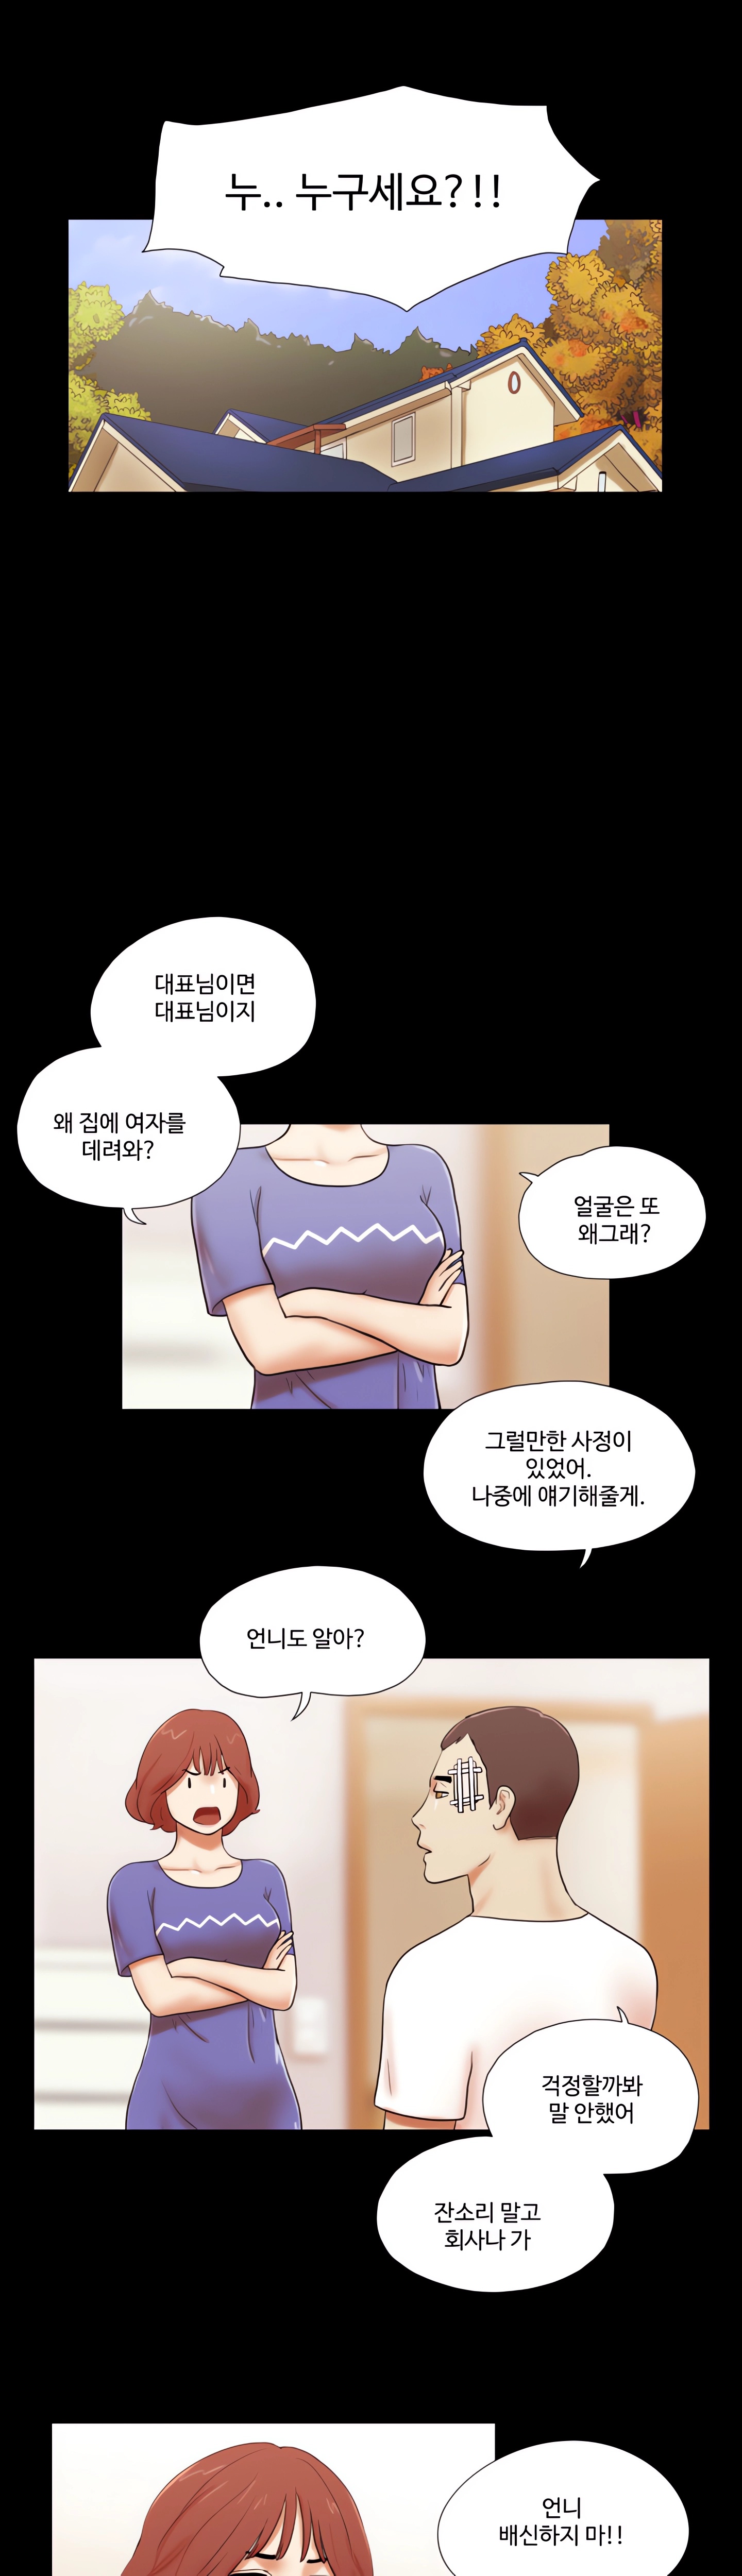 누.. 누구세요?!!
대표님이면
대표님이지
왜 집에 여자를
데려와?
얼굴은 또
왜그래?
그럴만한 사정이
있었어.
나중에 얘기해줄게.
언니도 알아?
걱정할까봐
말 안했어
잔소리 말고
회사나 가
언니
배신하지 마!!